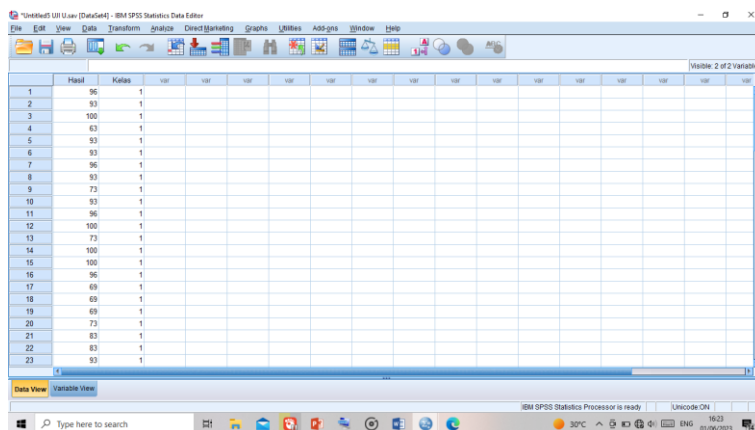 *Untitled5 UJI U.sav [DataSet4] - IBM SPSS Statistics Data Editor
File Edit View Data Transform Analyze Direct Marketing Graphs Utilities Add-ons Window Help
Visible: 2 of 2 Variable
Hasil Kelas var var var var var var var var var var var var var var var
1 96 1
2 93 1
3 100 1
4 63 1
5 93 1
6 93 1
7 96 1
8 93 1
9 73 1
10 93 1
11 96 1
12 100 1
13 73 1
14 100 1
15 100 1
16 96 1
17 69 1
18 69 1
19 69 1
20 73 1
21 83 1
22 83 1
23 93 1
Data View Variable View
IBM SPSS Statistics Processor is ready Unicode:ON
Type here to search 30°C ENG 16:23
01/06/2023